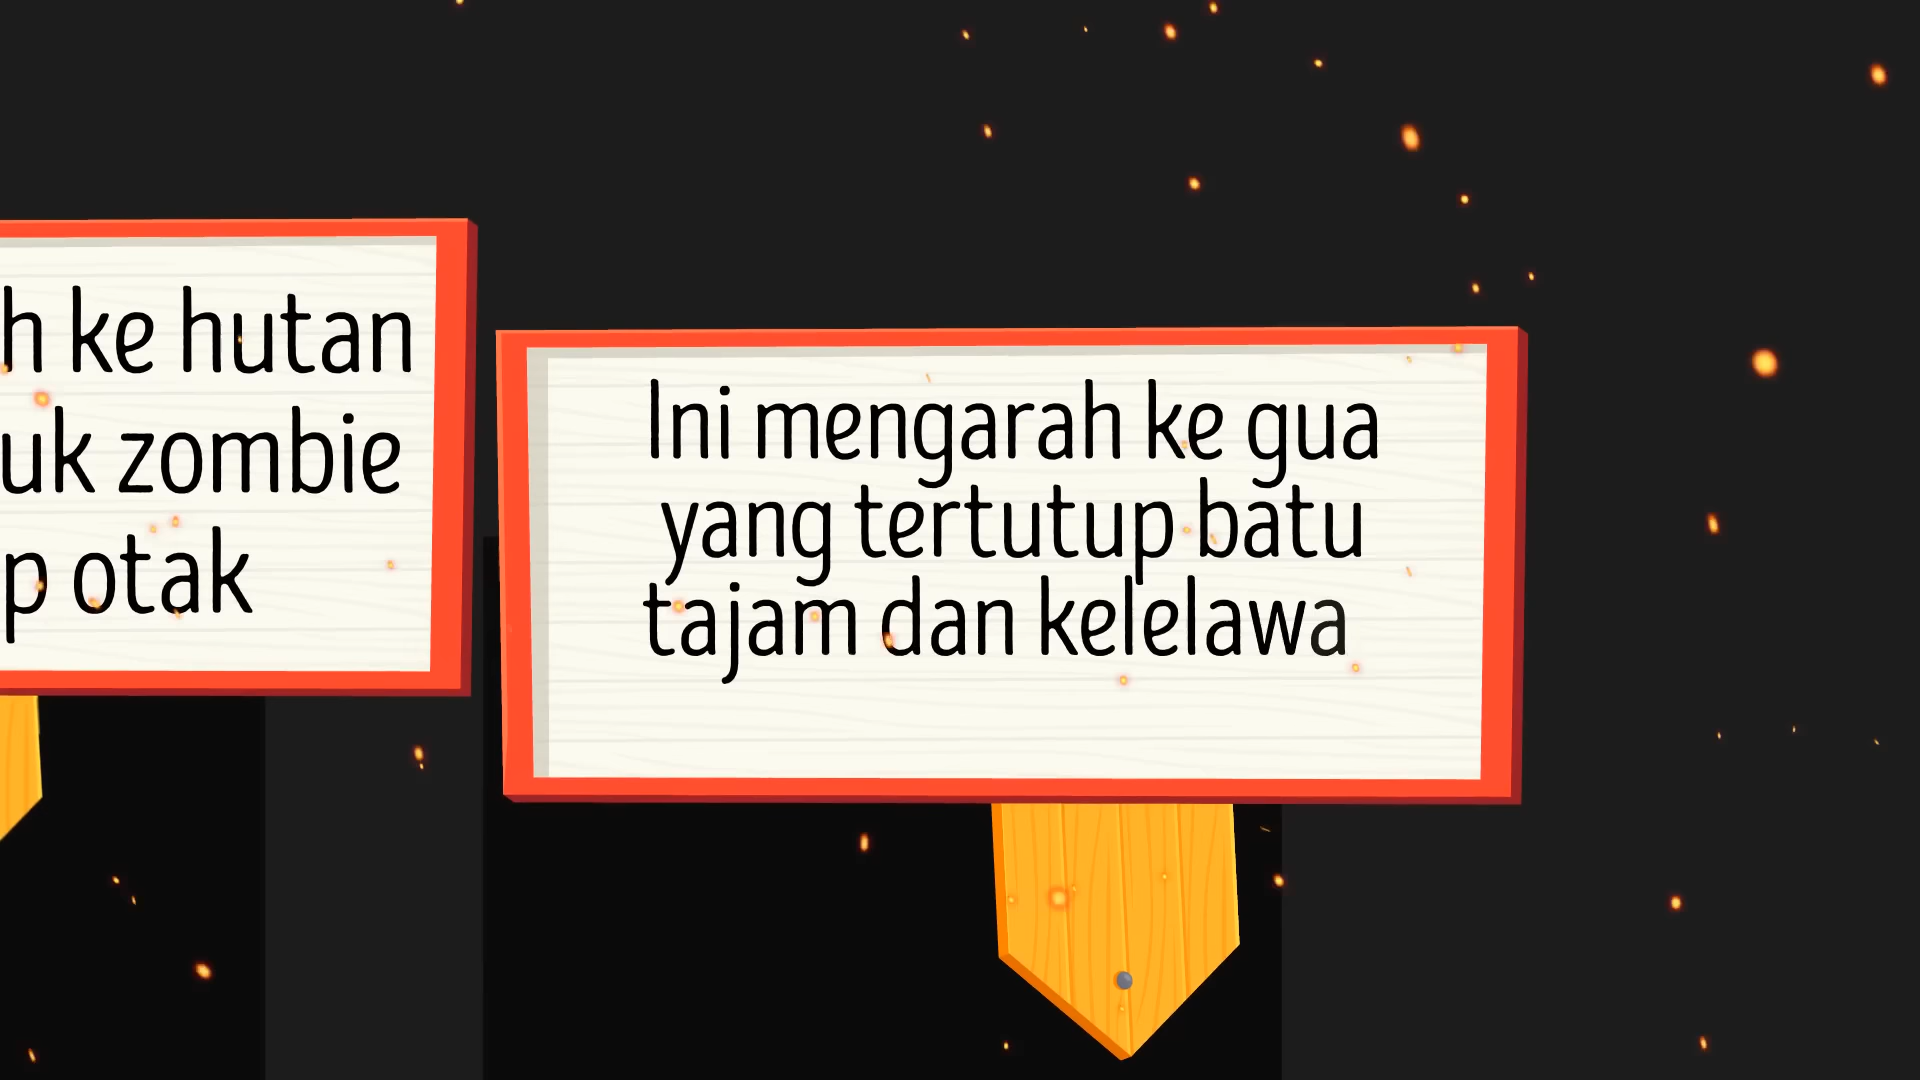 h ke hutan
uk zombie
p otak
Ini mengarah ke gua
yang tertutup batu
tajam dan kelelawa